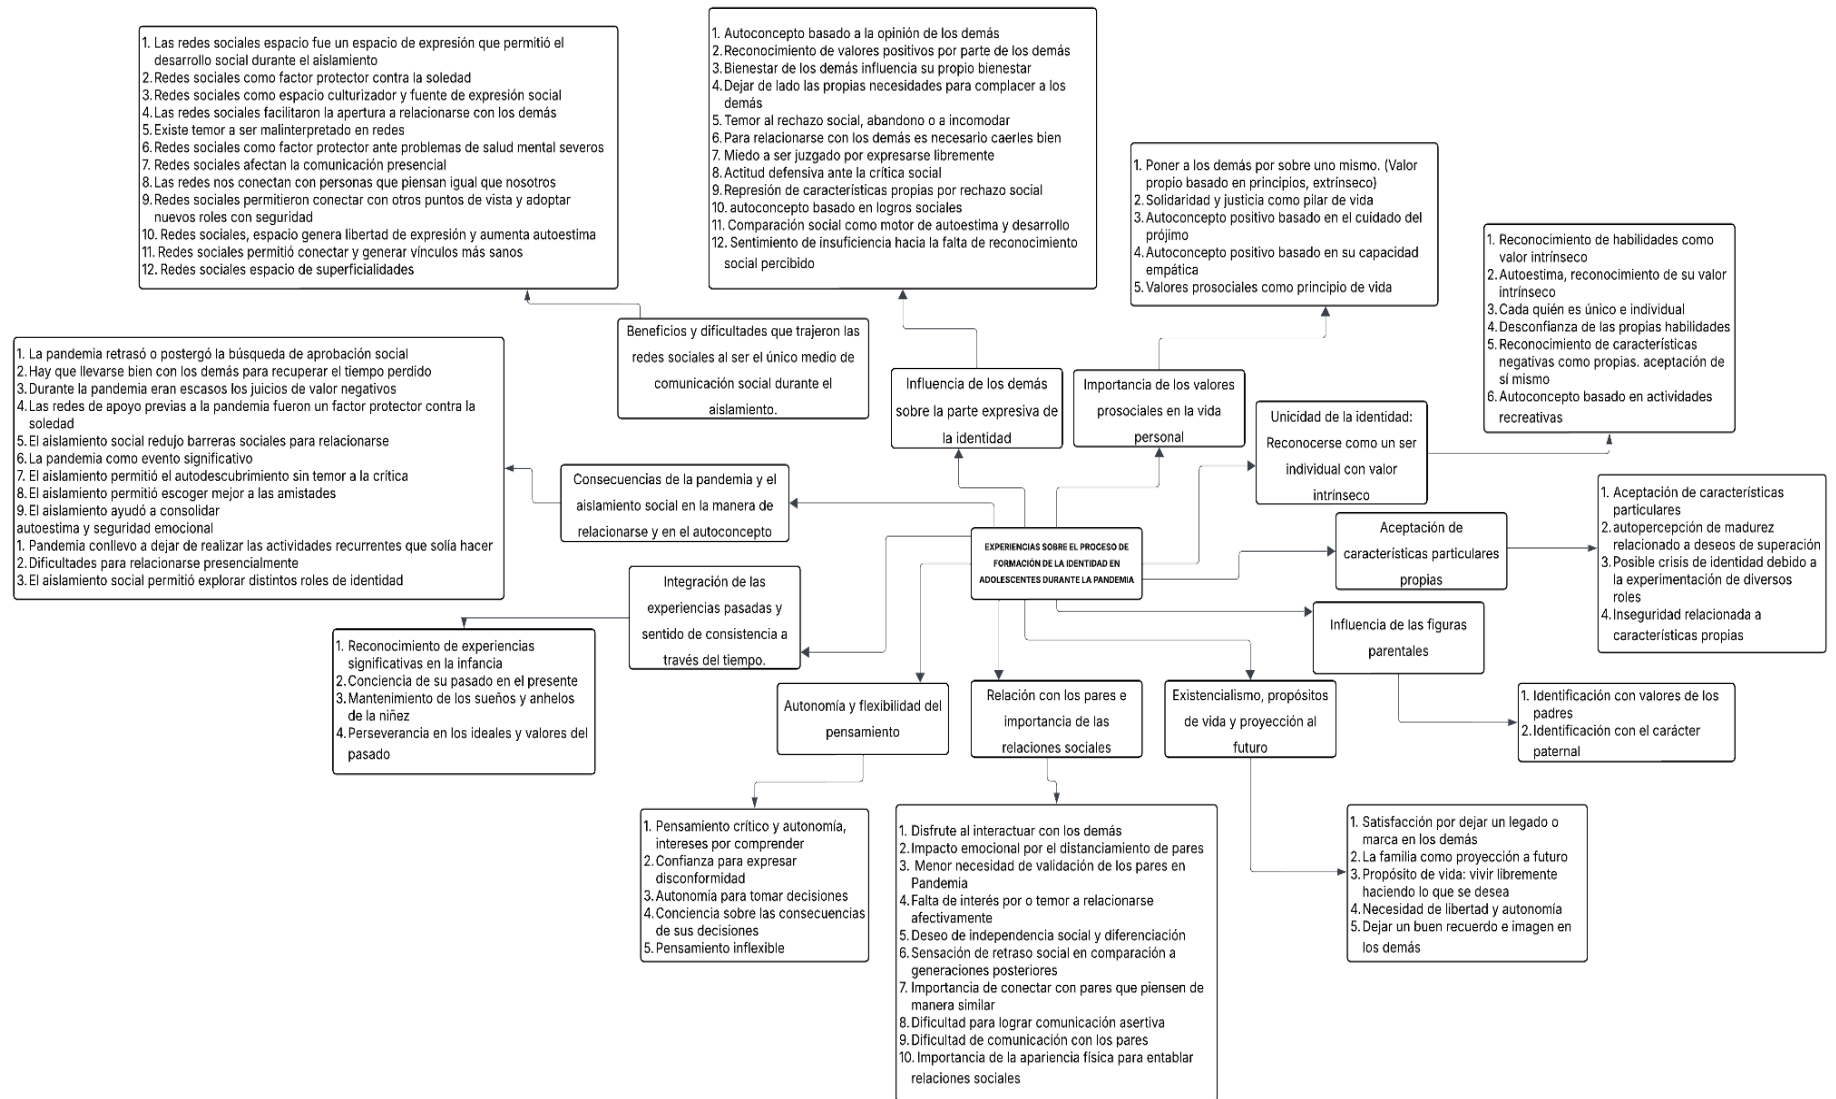 1. Las redes sociales espacio fue un espacio de expresión que permitió el
desarrollo social durante el aislamiento
2. Redes sociales como factor protector contra la soledad
3. Redes sociales como espacio culturizador y fuente de expresión social
4. Las redes sociales facilitaron la apertura a relacionarse con los demás
5. Existe temor a ser malinterpretado en redes
6. Redes sociales como factor protector ante problemas de salud mental severos
7. Redes sociales afectan la comunicación presencial
8. Las redes nos conectan con personas que piensan igual que nosotros
9. Redes sociales permitieron conectar con otros puntos de vista y adoptar
nuevos roles con seguridad
10. Redes sociales, espacio genera libertad de expresión y aumenta autoestima
11. Redes sociales permitió conectar y generar vínculos más sanos
12. Redes sociales espacio de superficialidades
1. Autoconcepto basado a la opinión de los demás
2. Reconocimiento de valores positivos por parte de los demás
3. Bienestar de los demás influencia su propio bienestar
4. Dejar de lado las propias necesidades para complacer a los
demás
5. Temor al rechazo social, abandono o a incomodar
6. Para relacionarse con los demás es necesario caerles bien
7. Miedo a ser juzgado por expresarse libremente
8. Actitud defensiva ante la crítica social
9. Represión de características propias por rechazo social
10. autoconcepto basado en logros sociales
11. Comparación social como motor de autoestima y desarrollo
12. Sentimiento de insuficiencia hacia la falta de reconocimiento
social percibido
1. Poner a los demás por sobre uno mismo. (Valor
propio basado en principios, extrínseco)
2. Solidaridad y justicia como pilar de vida
3. Autoconcepto positivo basado en el cuidado del
prójimo
4. Autoconcepto positivo basado en su capacidad
empática
5. Valores prosociales como principio de vida
1. Reconocimiento de habilidades como
valor intrínseco
2. Autoestima, reconocimiento de su valor
intrínseco
3. Cada quién es único e individual
4. Desconfianza de las propias habilidades
5. Reconocimiento de características
negativas como propias. aceptación de
sí mismo
6. Autoconcepto basado en actividades
recreativas
Beneficios y dificultades que trajeron las
redes sociales al ser el único medio de
comunicación social durante el
aislamiento.
Influencia de los demás
sobre la parte expresiva de
la identidad
Importancia de los valores
prosociales en la vida
personal
Unicidad de la identidad:
Reconocerse como un ser
individual con valor
intrínseco
1. La pandemia retrasó o postergó la búsqueda de aprobación social
2. Hay que llevarse bien con los demás para recuperar el tiempo perdido
3. Durante la pandemia eran escasos los juicios de valor negativos
4. Las redes de apoyo previas a la pandemia fueron un factor protector contra la
soledad
5. El aislamiento social redujo barreras sociales para relacionarse
6. La pandemia como evento significativo
7. El aislamiento permitió el autodescubrimiento sin temor a la crítica
8. El aislamiento permitió escoger mejor a las amistades
9. El aislamiento ayudó a consolidar
autoestima y seguridad emocional
1. Pandemia conllevo a dejar de realizar las actividades recurrentes que solía hacer
2. Dificultades para relacionarse presencialmente
3. El aislamiento social permitió explorar distintos roles de identidad
Consecuencias de la pandemia y el
aislamiento social en la manera de
relacionarse y en el autoconcepto
EXPERIENCIAS SOBRE EL PROCESO DE
FORMACIÓN DE LA IDENTIDAD EN
ADOLESCENTES DURANTE LA PANDEMIA
Aceptación de
características particulares
propias
1. Aceptación de características
particulares
2. autopercepción de madurez
relacionado a deseos de superación
3. Posible crisis de identidad debido a
la experimentación de diversos
roles
4. Inseguridad relacionada a
características propias
Integración de las
experiencias pasadas y
sentido de consistencia a
través del tiempo.
Influencia de las figuras
parentales
1. Reconocimiento de experiencias
significativas en la infancia
2. Conciencia de su pasado en el presente
3. Mantenimiento de los sueños y anhelos
de la niñez
4. Perseverancia en los ideales y valores del
pasado
Autonomía y flexibilidad del
pensamiento
Relación con los pares e
importancia de las
relaciones sociales
Existencialismo, propósitos
de vida y proyección al
futuro
1. Identificación con valores de los
padres
2. Identificación con el carácter
paternal
1. Pensamiento crítico y autonomía,
intereses por comprender
2. Confianza para expresar
disconformidad
3. Autonomía para tomar decisiones
4. Conciencia sobre las consecuencias
de sus decisiones
5. Pensamiento inflexible
1. Disfrute al interactuar con los demás
2. Impacto emocional por el distanciamiento de pares
3. Menor necesidad de validación de los pares en
Pandemia
4. Falta de interés por o temor a relacionarse
afectivamente
5. Deseo de independencia social y diferenciación
6. Sensación de retraso social en comparación a
generaciones posteriores
7. Importancia de conectar con pares que piensen de
manera similar
8. Dificultad para lograr comunicación asertiva
9. Dificultad de comunicación con los pares
10. Importancia de la apariencia física para entablar
relaciones sociales
1. Satisfacción por dejar un legado o
marca en los demás
2. La familia como proyección a futuro
3. Propósito de vida: vivir libremente
haciendo lo que se desea
4. Necesidad de libertad y autonomía
5. Dejar un buen recuerdo e imagen en
los demás